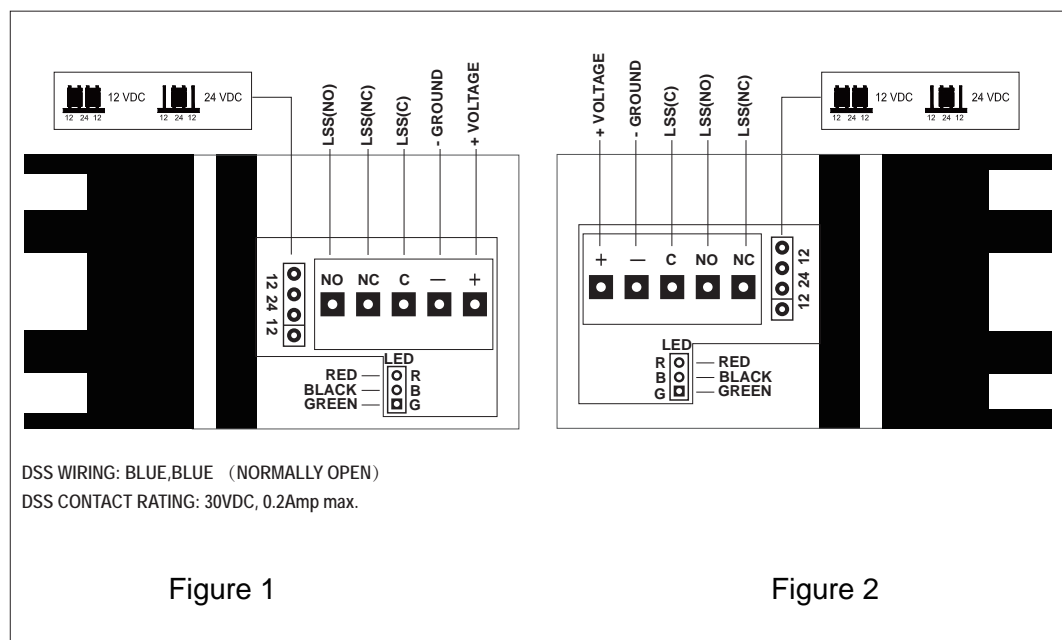 12 VDC
24 VDC
12 24 12
12 24 12
LSS(NO)
LSS(NC)
LSS(C)
- GROUND
+ VOLTAGE
12 24 12
NO NC C — +
LED
RED R
BLACK B
GREEN G
+ VOLTAGE
- GROUND
LSS(C)
LSS(NO)
LSS(NC)
12 VDC
24 VDC
12 24 12
12 24 12
+ — C NO NC
12 24 12
LED
R RED
B BLACK
G GREEN
DSS WIRING: BLUE,BLUE （NORMALLY OPEN）
DSS CONTACT RATING: 30VDC, 0.2Amp max.
Figure 1
Figure 2